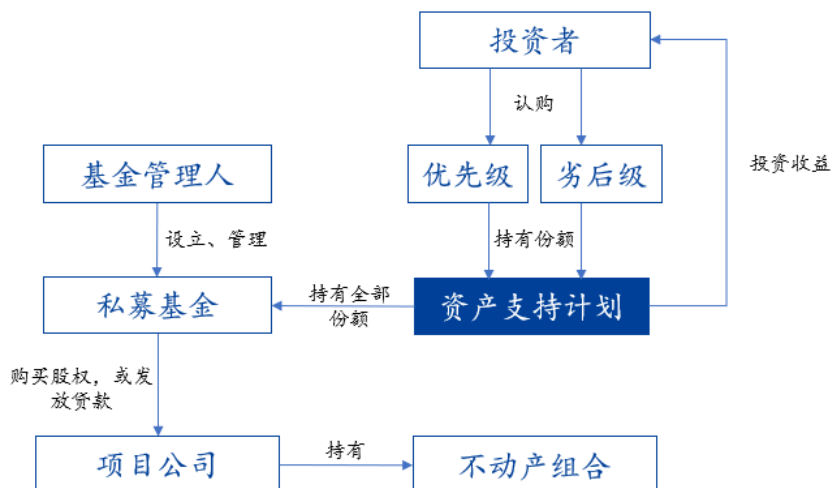 投资者
认购
基金管理人
优先级
劣后级
投资收益
设立、管理
持有份额
私募基金
持有全部
份额
资产支持计划
购买股权，或发
放贷款
项目公司
持有
不动产组合